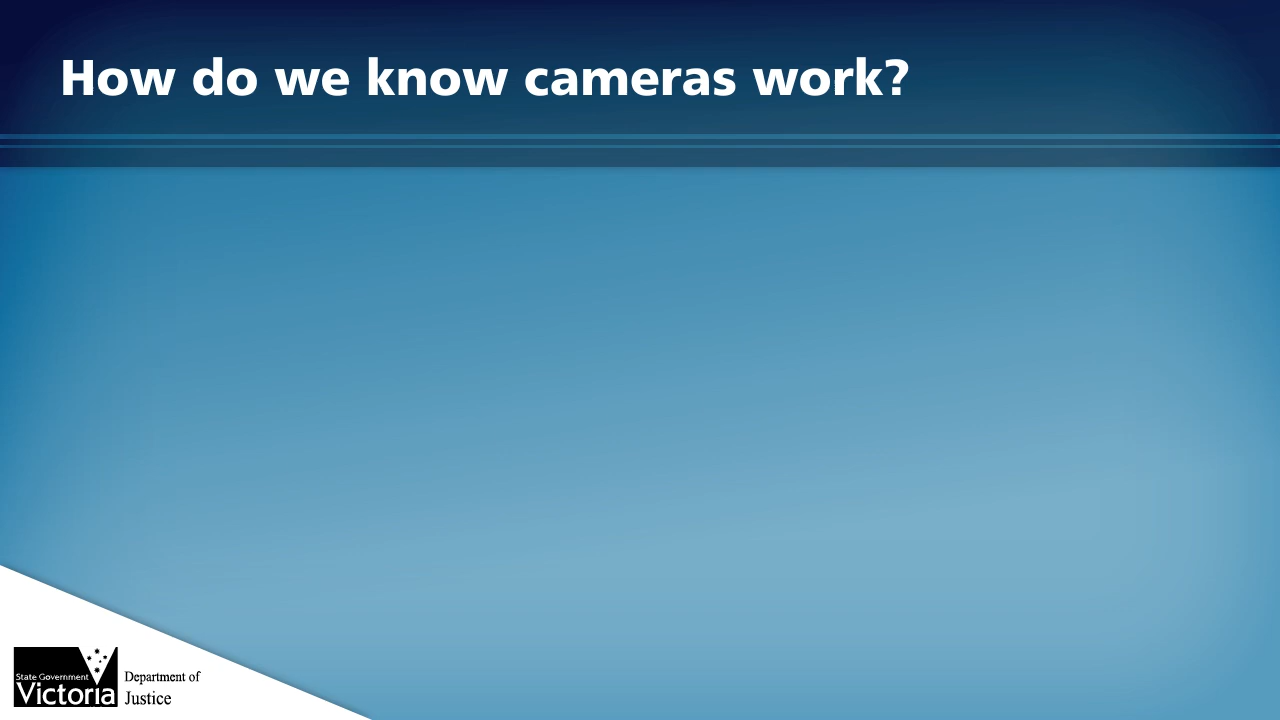 How do we know cameras work?
State Government
Victoria
Department of
Justice